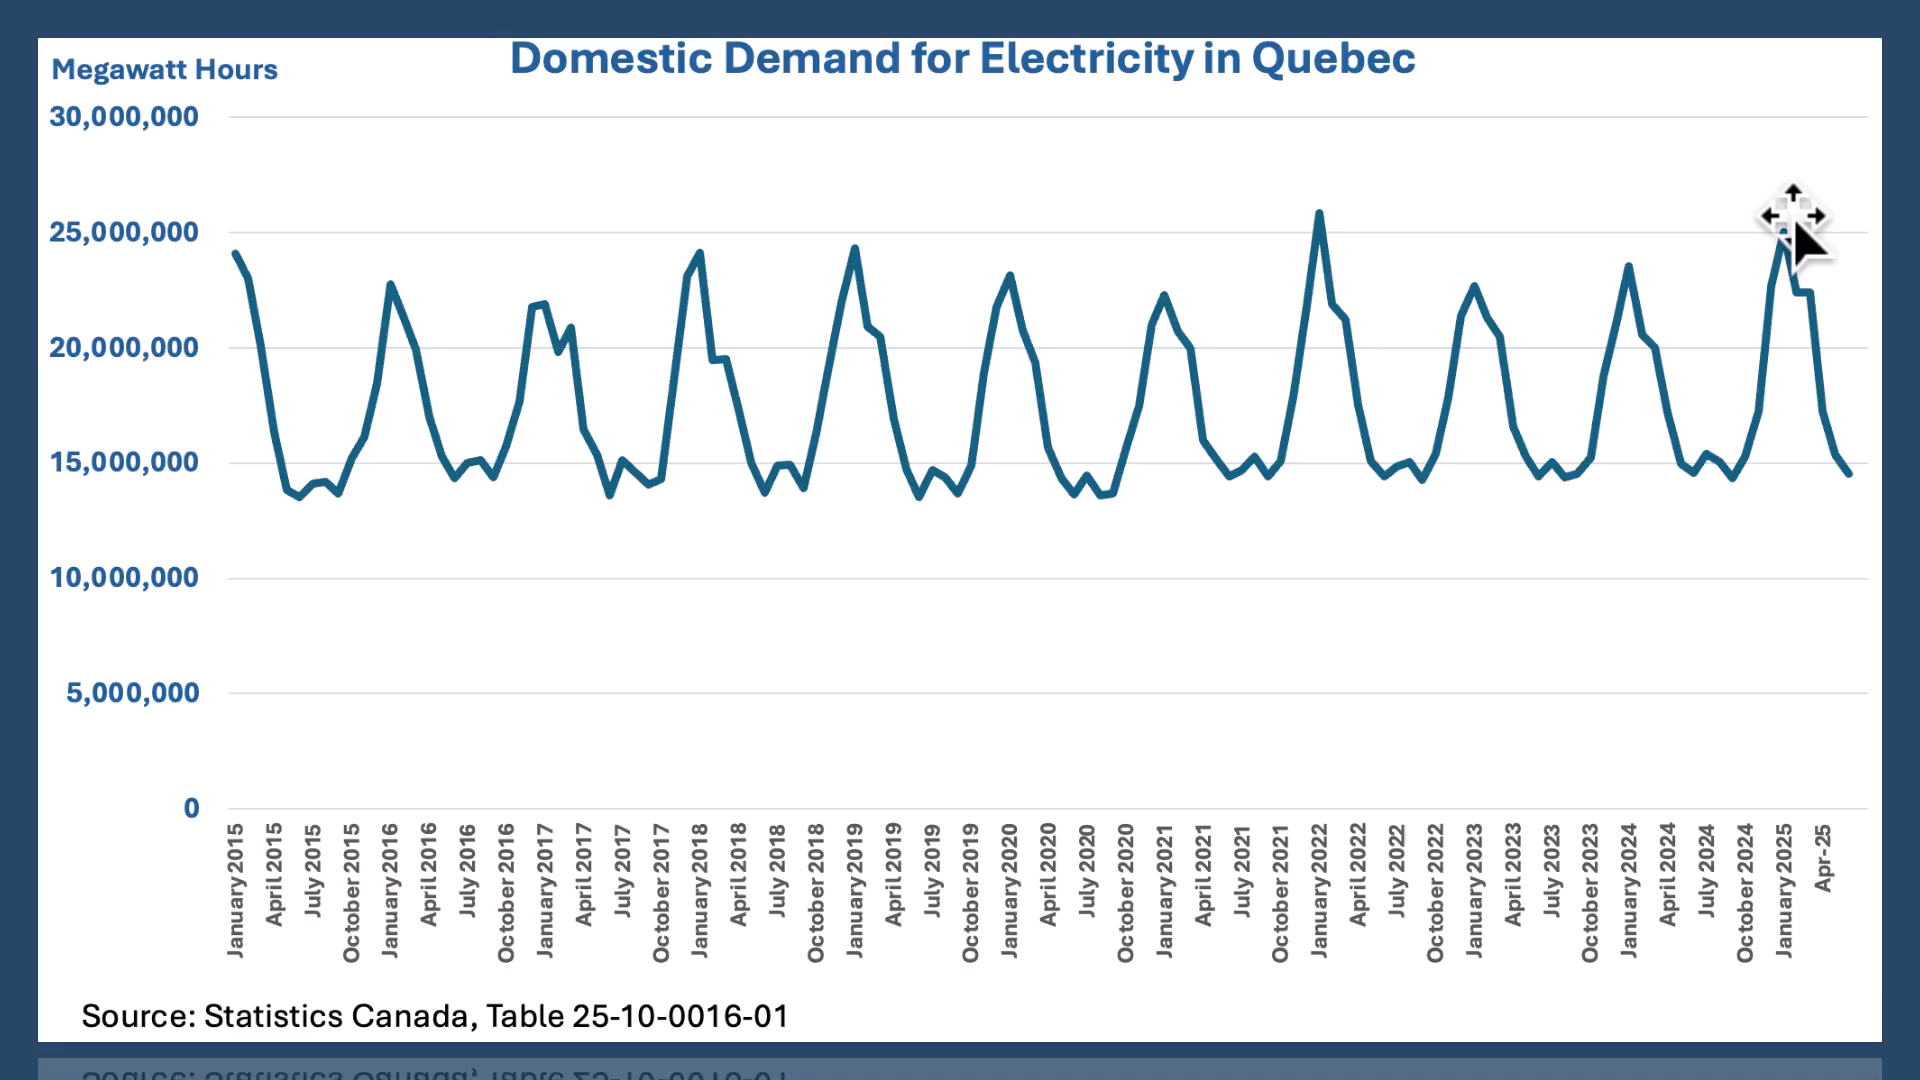 Domestic Demand for Electricity in Quebec
Megawatt Hours
30,000,000
25,000,000
20,000,000
15,000,000
10,000,000
5,000,000
0
January 2015
April 2015
July 2015
October 2015
January 2016
April 2016
July 2016
October 2016
January 2017
April 2017
July 2017
October 2017
January 2018
April 2018
July 2018
October 2018
January 2019
April 2019
July 2019
October 2019
January 2020
April 2020
July 2020
October 2020
January 2021
April 2021
July 2021
October 2021
January 2022
April 2022
July 2022
October 2022
January 2023
April 2023
July 2023
October 2023
January 2024
April 2024
July 2024
October 2024
January 2025
Apr-25
Source: Statistics Canada, Table 25-10-0016-01